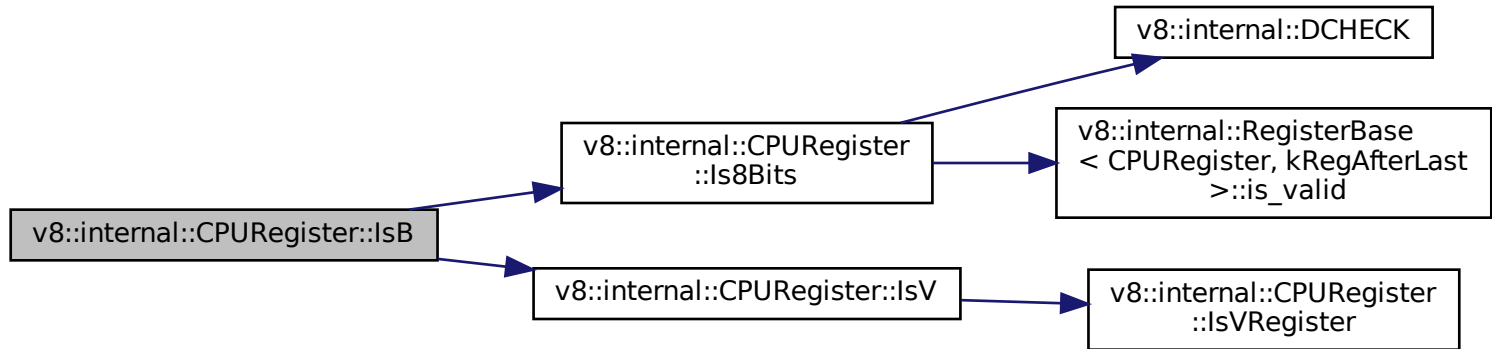 v8::internal::CPURegister::IsB
v8::internal::CPURegister
::Is8Bits
v8::internal::DCHECK
v8::internal::RegisterBase
< CPURegister, kRegAfterLast
>::is_valid
v8::internal::CPURegister::IsV
v8::internal::CPURegister
::IsVRegister